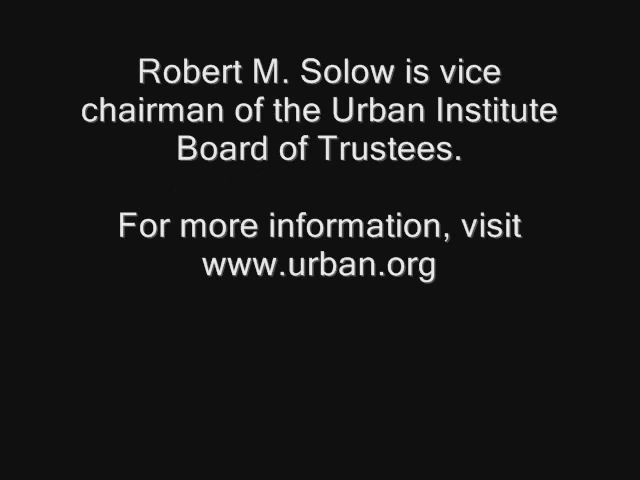 Robert M. Solow is vice
chairman of the Urban Institute
Board of Trustees.
For more information, visit
www.urban.org